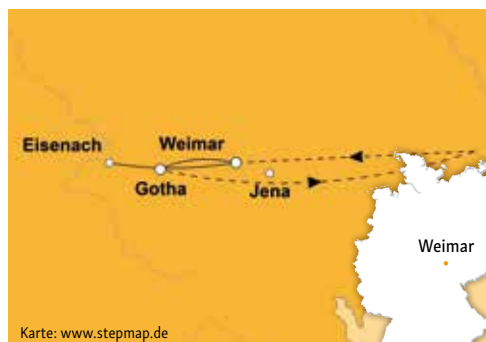 Eisenach
Weimar
Gotha
Jena
Weimar
Karte: www.stepmap.de